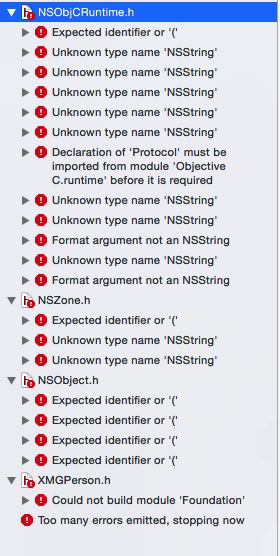 NSObjCRuntime.h
Expected identifier or '('
Unknown type name 'NSString'
Unknown type name 'NSString'
Unknown type name 'NSString'
Unknown type name 'NSString'
Unknown type name 'NSString'
Declaration of 'Protocol' must be
imported from module 'Objective
C.runtime' before it is required
Unknown type name 'NSString'
Unknown type name 'NSString'
Format argument not an NSString
Unknown type name 'NSString'
Format argument not an NSString
NSZone.h
Expected identifier or '('
Unknown type name 'NSString'
Unknown type name 'NSString'
NSObject.h
Expected identifier or '('
Expected identifier or '('
Expected identifier or '('
Expected identifier or '('
XMGPerson.h
Could not build module 'Foundation'
Too many errors emitted, stopping now